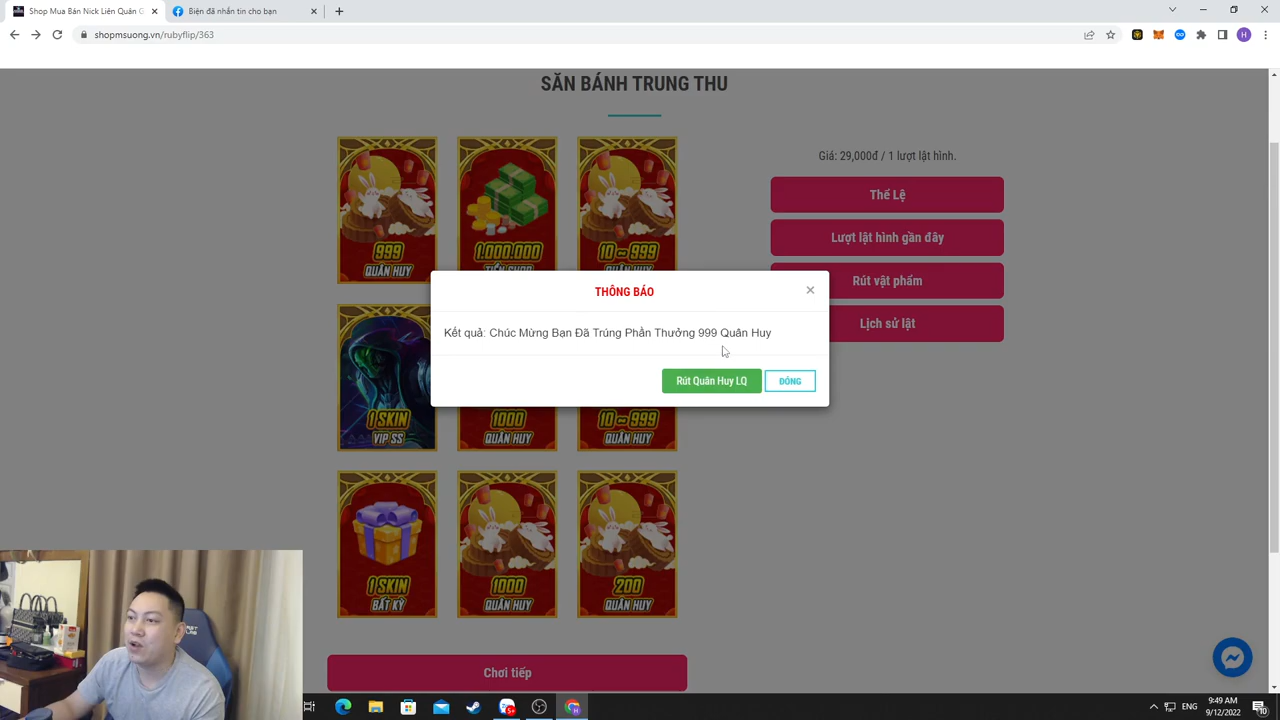 Shop Mua Bán Nick Liên Quân G
Biện đã nhắn tin cho bạn
shopmsuong.vn/rubyflip/363
H
SĂN BÁNH TRUNG THU
999
QUÂN HUY
1.000.000
TIỀN SHOP
10 ~ 999
QUÂN HUY
Giá: 29,000đ / 1 lượt lật hình.
Thể Lệ
Lượt lật hình gần đây
Rút vật phẩm
Lịch sử lật
THÔNG BÁO
×
Kết quả: Chúc Mừng Bạn Đã Trúng Phần Thưởng 999 Quân Huy
Rút Quân Huy LQ
ĐÓNG
1 SKIN
VIP SS
1000
QUÂN HUY
10 ~ 999
QUÂN HUY
1 SKIN
BẤT KỲ
1000
QUÂN HUY
200
QUÂN HUY
Chơi tiếp
ENG
9:49 AM
9/12/2022
10